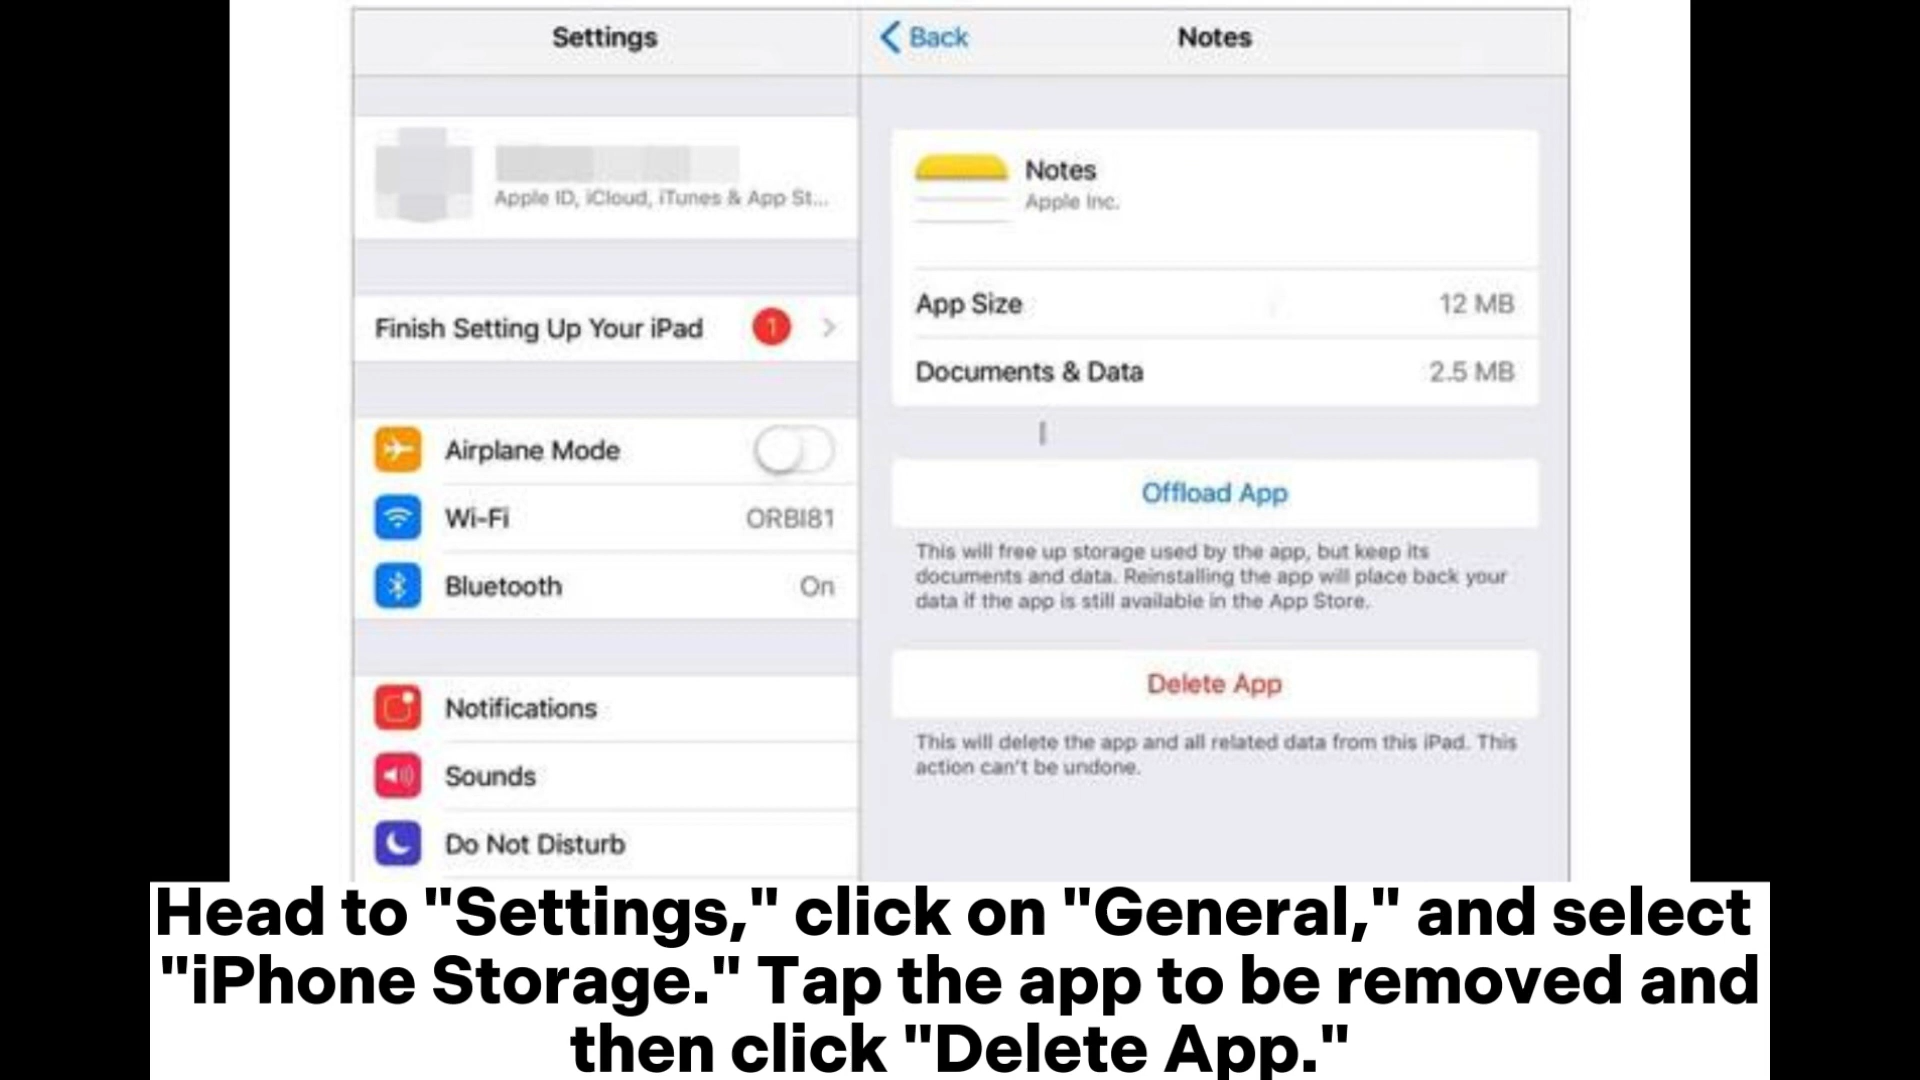 Settings
Apple ID, iCloud, iTunes & App St...
Finish Setting Up Your iPad 1
Airplane Mode
Wi-Fi ORBI81
Bluetooth On
Notifications
Sounds
Do Not Disturb
Back Notes
Notes
Apple Inc.
App Size 12 MB
Documents & Data 2.5 MB
Offload App
This will free up storage used by the app, but keep its
documents and data. Reinstalling the app will place back your
data if the app is still available in the App Store.
Delete App
This will delete the app and all related data from this iPad. This
action can't be undone.
Head to "Settings," click on "General," and select
"iPhone Storage." Tap the app to be removed and
then click "Delete App."